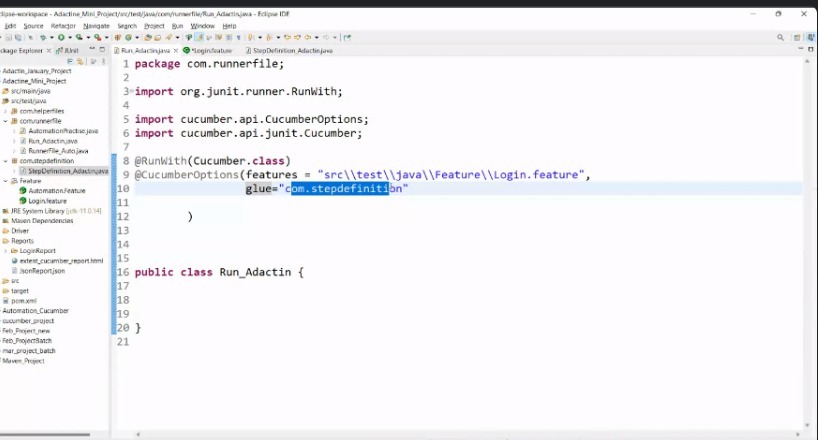 clipse-workspace - Adactine_Mini_Project/src/test/java/com/runnerfile/Run_Adactin.java - Eclipse IDE
Edit Source Refactor Navigate Search Project Run Window Help
ackage Explorer JUnit
Run_Adactin.java *Login.feature StepDefinition_Adactin.java
Adactin_January_Project
Adactine_Mini_Project
src/main/java
src/test/java
com.helperfiles
com.runnerfile
AutomationPractise.java
Run_Adactin.java
RunnerFile_Auto.java
com.stepdefinition
StepDefinition_Adactin.java
Feature
Automation.Feature
Login.feature
JRE System Library [jdk-11.0.14]
Maven Dependencies
Driver
Reports
LoginReport
extent_cucumber_report.html
JsonReport.json
src
target
pom.xml
Automation_Cucumber
cucumber_project
Feb_Project_new
Feb_ProjectBatch
mar_project_batch
Maven_Project
1 package com.runnerfile;
2
3 import org.junit.runner.RunWith;
4
5 import cucumber.api.CucumberOptions;
6 import cucumber.api.junit.Cucumber;
7
8 @RunWith(Cucumber.class)
9 @CucumberOptions(features = "src\\test\\java\\Feature\\Login.feature",
10 glue="com.stepdefinition"
11
12 )
13
14
15
16 public class Run_Adactin {
17
18
19
20 }
21